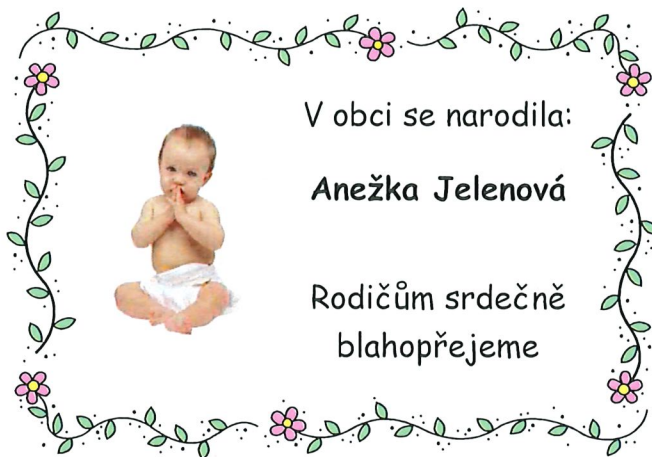 V obci se narodila:
Anežka Jelenová
Rodičům srdečně
blahopřejeme